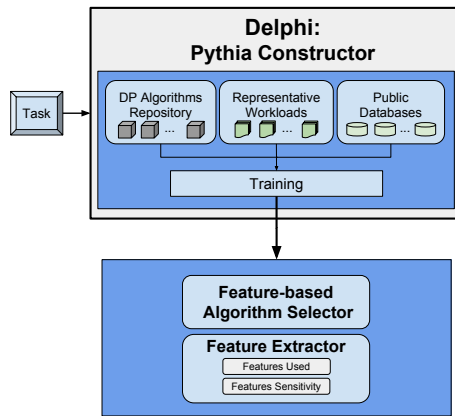 Delphi:
Pythia Constructor
Task
DP Algorithms
Repository
...
Representative
Workloads
...
Public
Databases
...
Training
Feature-based
Algorithm Selector
Feature Extractor
Features Used
Features Sensitivity